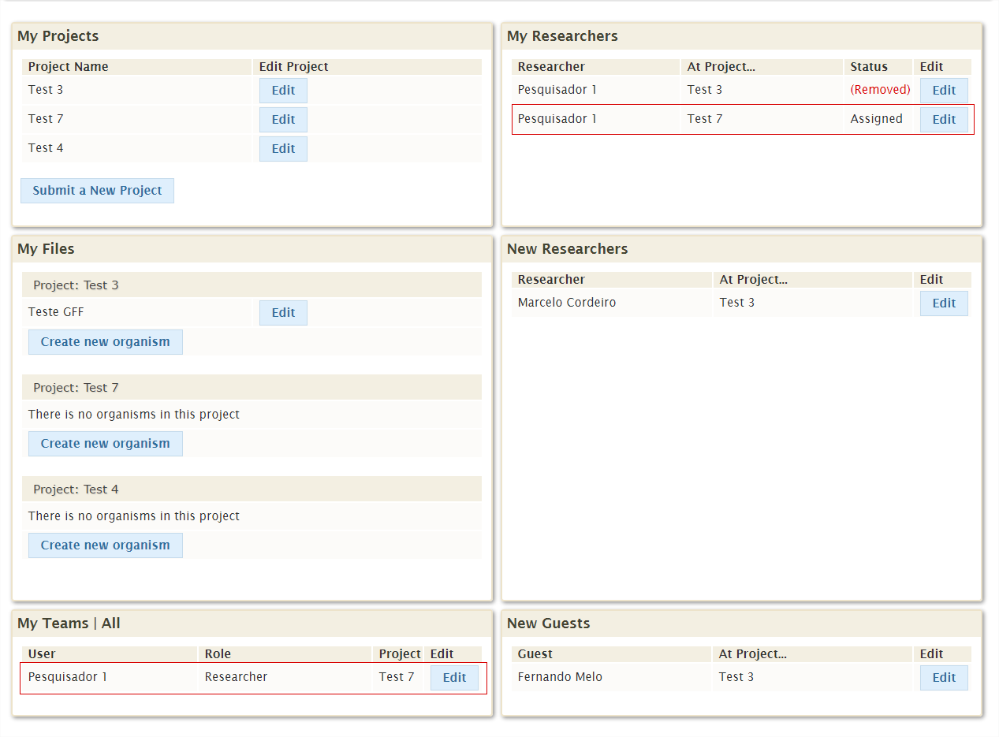 My Projects
Project Name Edit Project
Test 3 Edit
Test 7 Edit
Test 4 Edit
Submit a New Project
My Researchers
Researcher At Project... Status Edit
Pesquisador 1 Test 3 (Removed) Edit
Pesquisador 1 Test 7 Assigned Edit
My Files
Project: Test 3
Teste GFF Edit
Create new organism
Project: Test 7
There is no organisms in this project
Create new organism
Project: Test 4
There is no organisms in this project
Create new organism
New Researchers
Researcher At Project... Edit
Marcelo Cordeiro Test 3 Edit
My Teams | All
User Role Project Edit
Pesquisador 1 Researcher Test 7 Edit
New Guests
Guest At Project... Edit
Fernando Melo Test 3 Edit